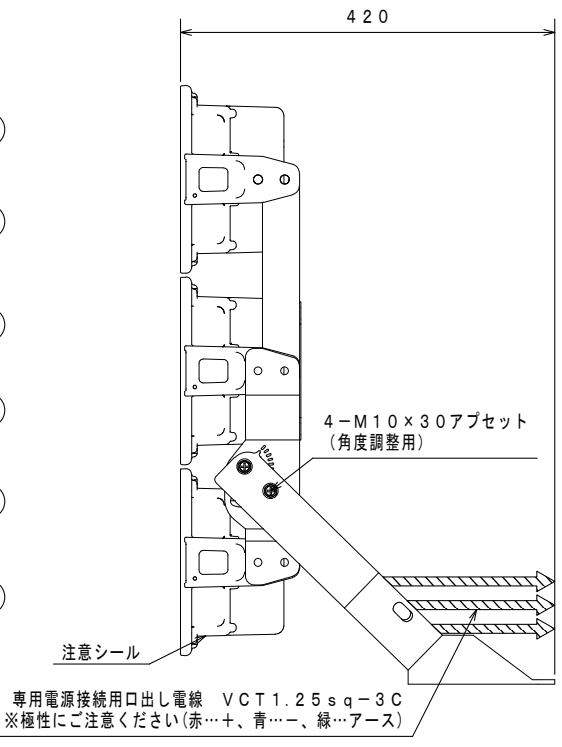 ４２０
４－Ｍ１０×３０アプセット
（角度調整用）
注意シール
専用電源接続用口出し電線　ＶＣＴ１.２５ｓｑ－３Ｃ
※極性にご注意ください(赤…＋、青…－、緑…アース)